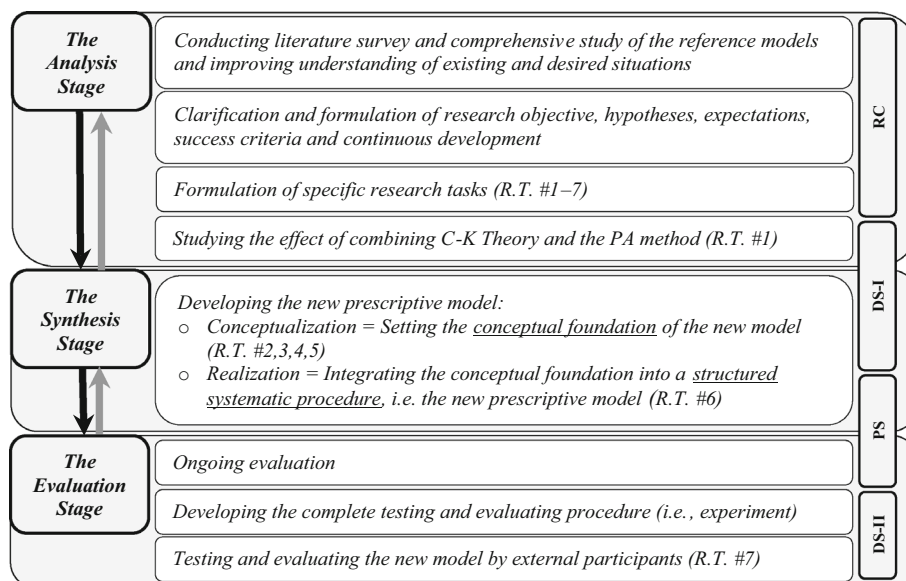 The
Analysis
Stage
Conducting literature survey and comprehensive study of the reference models
and improving understanding of existing and desired situations
Clarification and formulation of research objective, hypotheses, expectations,
success criteria and continuous development
Formulation of specific research tasks (R.T. #1–7)
Studying the effect of combining C-K Theory and the PA method (R.T. #1)
RC
The
Synthesis
Stage
Developing the new prescriptive model:
o Conceptualization = Setting the conceptual foundation of the new model
(R.T. #2,3,4,5)
o Realization = Integrating the conceptual foundation into a structured
systematic procedure, i.e. the new prescriptive model (R.T. #6)
DS-I
The
Evaluation
Stage
Ongoing evaluation
Developing the complete testing and evaluating procedure (i.e., experiment)
Testing and evaluating the new model by external participants (R.T. #7)
PS
DS-II